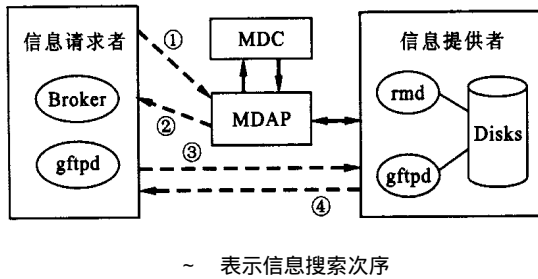 信息请求者
①
MDC
信息提供者
Broker
②
MDAP
rmd
Disks
gftpd
③
gftpd
④
~ 表示信息搜索次序